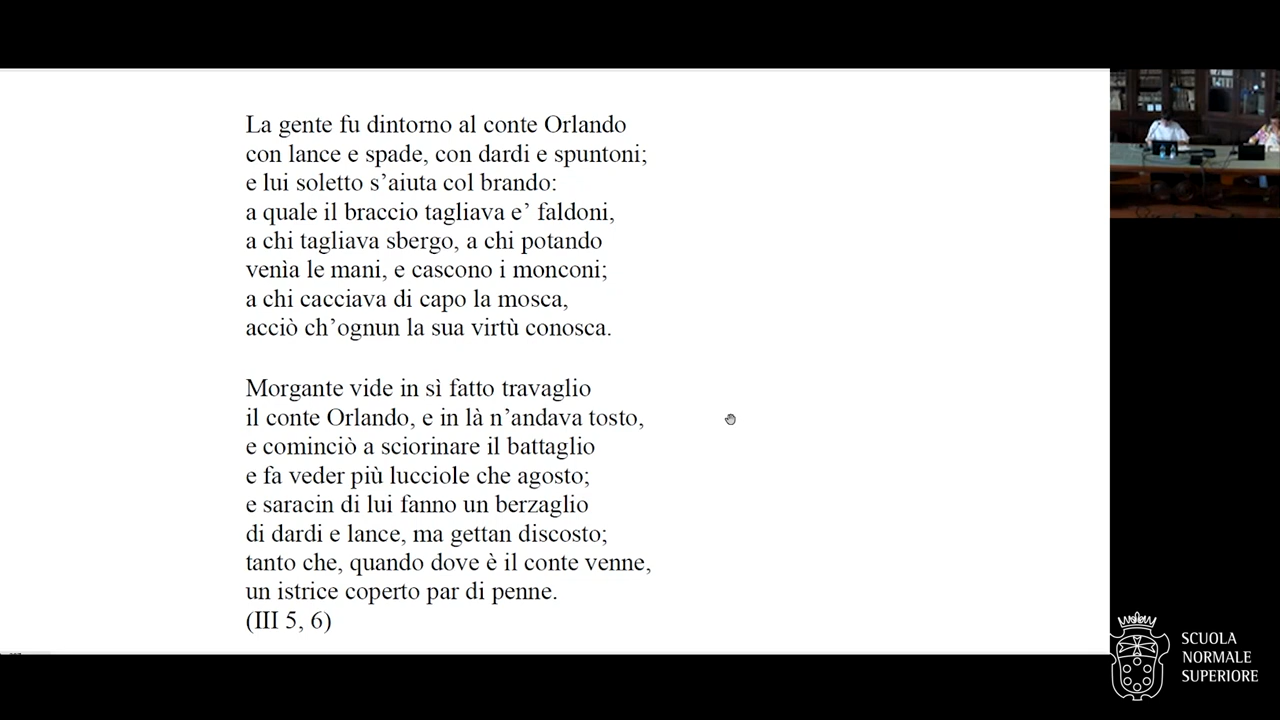 La gente fu dintorno al conte Orlando
con lance e spade, con dardi e spuntoni;
e lui soletto s’aiuta col brando:
a quale il braccio tagliava e’ faldoni,
a chi tagliava sbergo, a chi potando
venìa le mani, e cascono i monconi;
a chi cacciava di capo la mosca,
acciò ch’ognun la sua virtù conosca.
Morgante vide in sì fatto travaglio
il conte Orlando, e in là n’andava tosto,
e cominciò a sciorinare il battaglio
e fa veder più lucciole che agosto;
e saracin di lui fanno un berzaglio
di dardi e lance, ma gettan discosto;
tanto che, quando dove è il conte venne,
un istrice coperto par di penne.
(III 5, 6)
SCUOLA
NORMALE
SUPERIORE